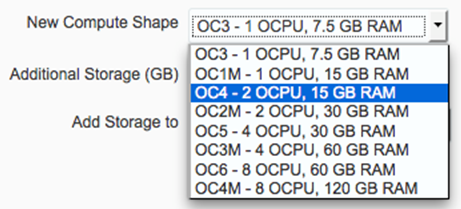 New Compute Shape OC3 - 1 OCPU, 7.5 GB RAM
OC3 - 1 OCPU, 7.5 GB RAM
Additional Storage (GB) OC1M - 1 OCPU, 15 GB RAM
OC4 - 2 OCPU, 15 GB RAM
OC2M - 2 OCPU, 30 GB RAM
Add Storage to OC5 - 4 OCPU, 30 GB RAM
OC3M - 4 OCPU, 60 GB RAM
OC6 - 8 OCPU, 60 GB RAM
OC4M - 8 OCPU, 120 GB RAM